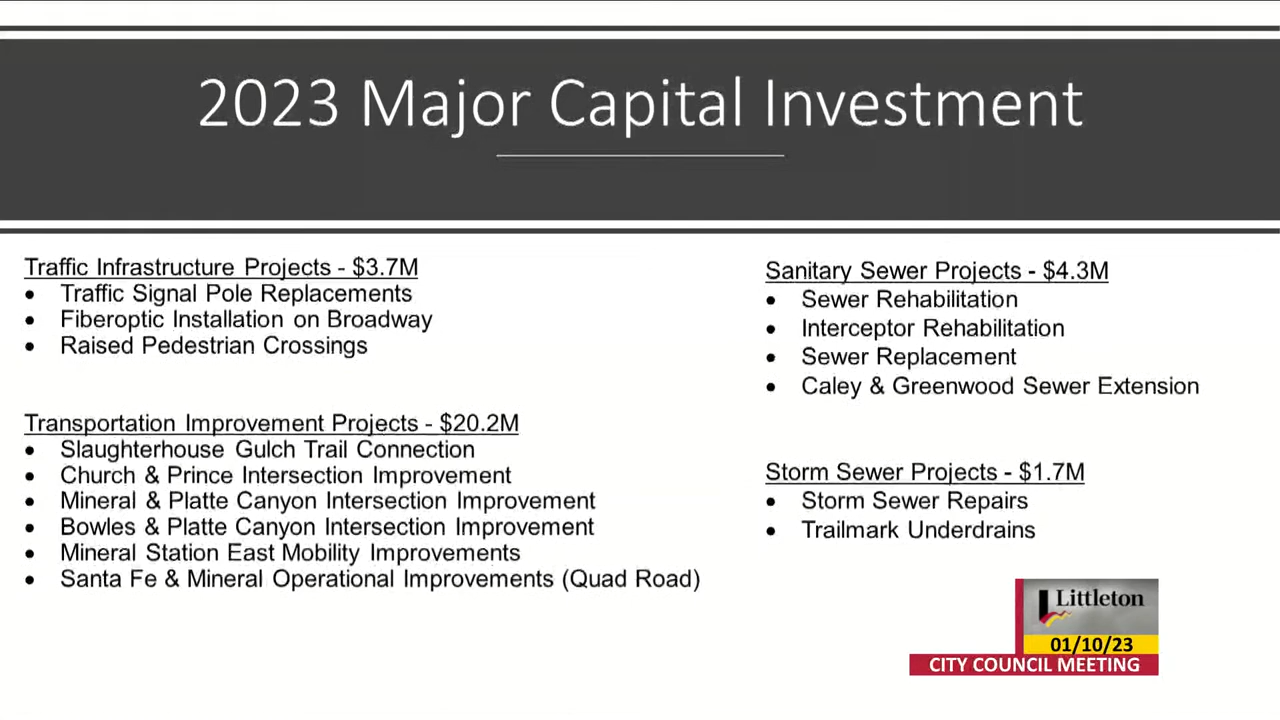 2023 Major Capital Investment
Traffic Infrastructure Projects - $3.7M
• Traffic Signal Pole Replacements
• Fiberoptic Installation on Broadway
• Raised Pedestrian Crossings
Transportation Improvement Projects - $20.2M
• Slaughterhouse Gulch Trail Connection
• Church & Prince Intersection Improvement
• Mineral & Platte Canyon Intersection Improvement
• Bowles & Platte Canyon Intersection Improvement
• Mineral Station East Mobility Improvements
• Santa Fe & Mineral Operational Improvements (Quad Road)
Sanitary Sewer Projects - $4.3M
• Sewer Rehabilitation
• Interceptor Rehabilitation
• Sewer Replacement
• Caley & Greenwood Sewer Extension
Storm Sewer Projects - $1.7M
• Storm Sewer Repairs
• Trailmark Underdrains
Littleton
01/10/23
CITY COUNCIL MEETING